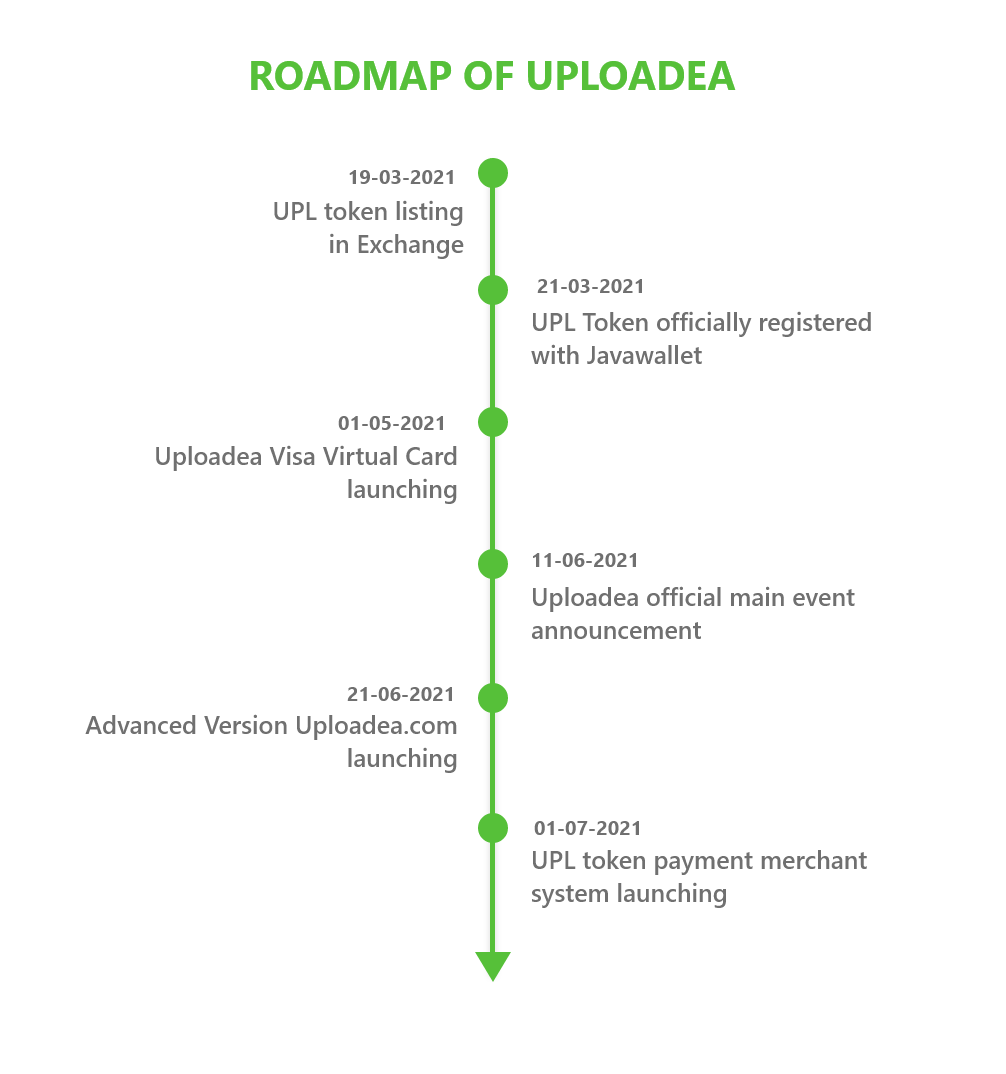 ROADMAP OF UPLOADEA
19-03-2021
UPL token listing
in Exchange
21-03-2021
UPL Token officially registered
with Javawallet
01-05-2021
Uploadea Visa Virtual Card
launching
11-06-2021
Uploadea official main event
announcement
21-06-2021
Advanced Version Uploadea.com
launching
01-07-2021
UPL token payment merchant
system launching